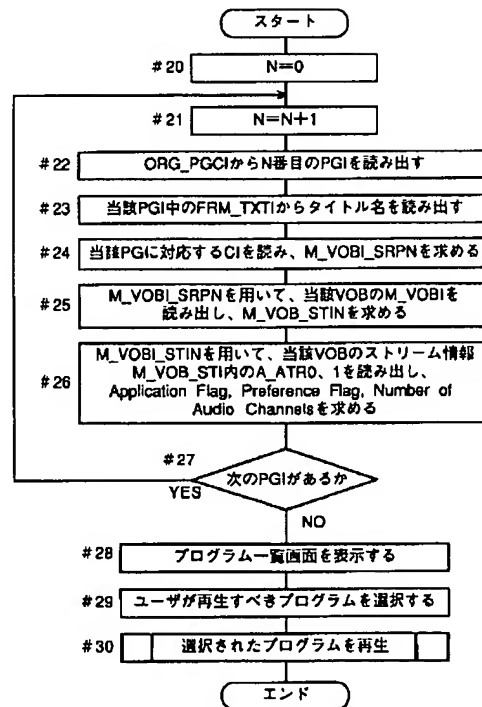 スタート
#20
N=0
#21
N=N+1
#22
ORG_PGCIからN番目のPGIを読み出す
#23
当該PGI中のFRM_TXTIからタイトル名を読み出す
#24
当該PGに対応するCIを読み、M_VOBI_SRPNを求める
#25
M_VOBI_SRPNを用いて、当該VOBのM_VOBIを
読み出し、M_VOB_STINを求める
#26
M_VOBI_STINを用いて、当該VOBのストリーム情報
M_VOB_STI内のA_ATR0、1を読み出し、
Application Flag, Preference Flag, Number of
Audio Channelsを求める
#27
次のPGIがあるか
YES
NO
#28
プログラム一覧画面を表示する
#29
ユーザが再生すべきプログラムを選択する
#30
選択されたプログラムを再生
エンド